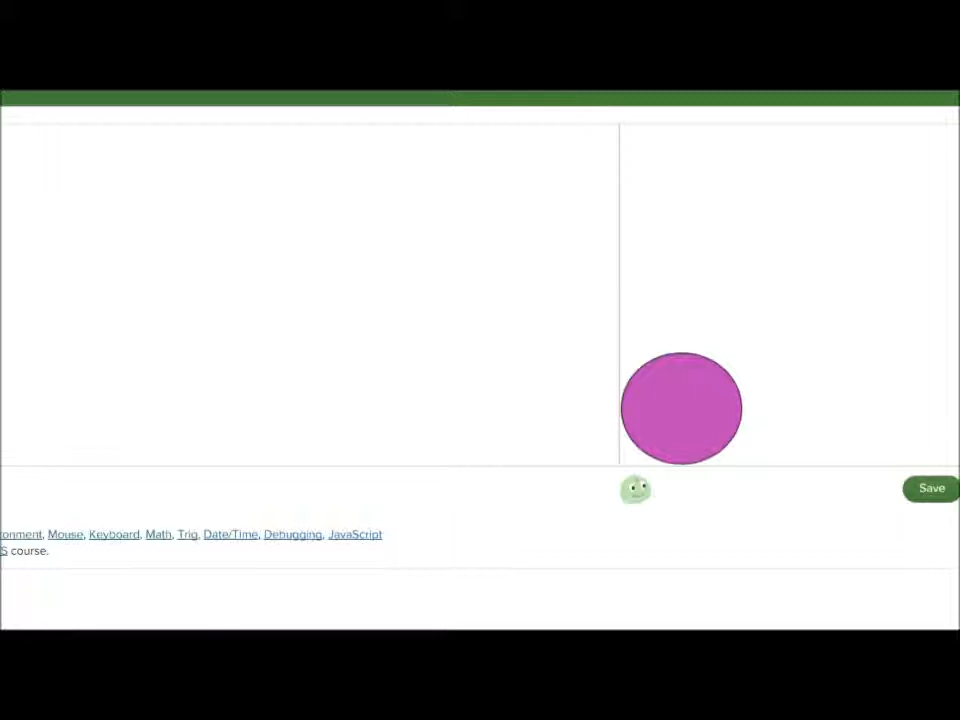 Save
onment, Mouse, Keyboard, Math, Trig, Date/Time, Debugging, JavaScript
S course.